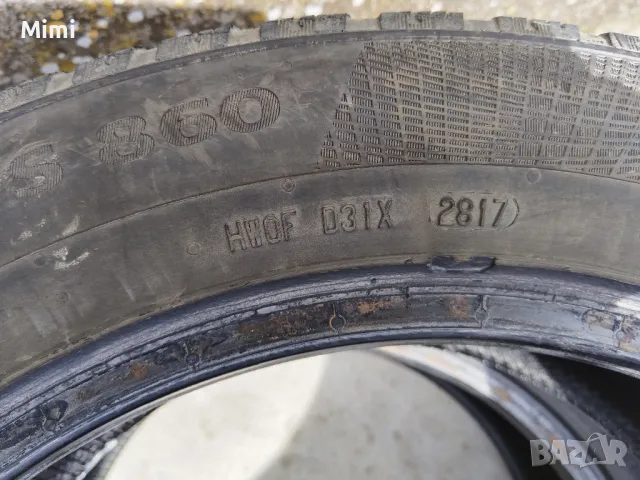 Mimi
S 860
HW0F D31X (2817)
BAZAR